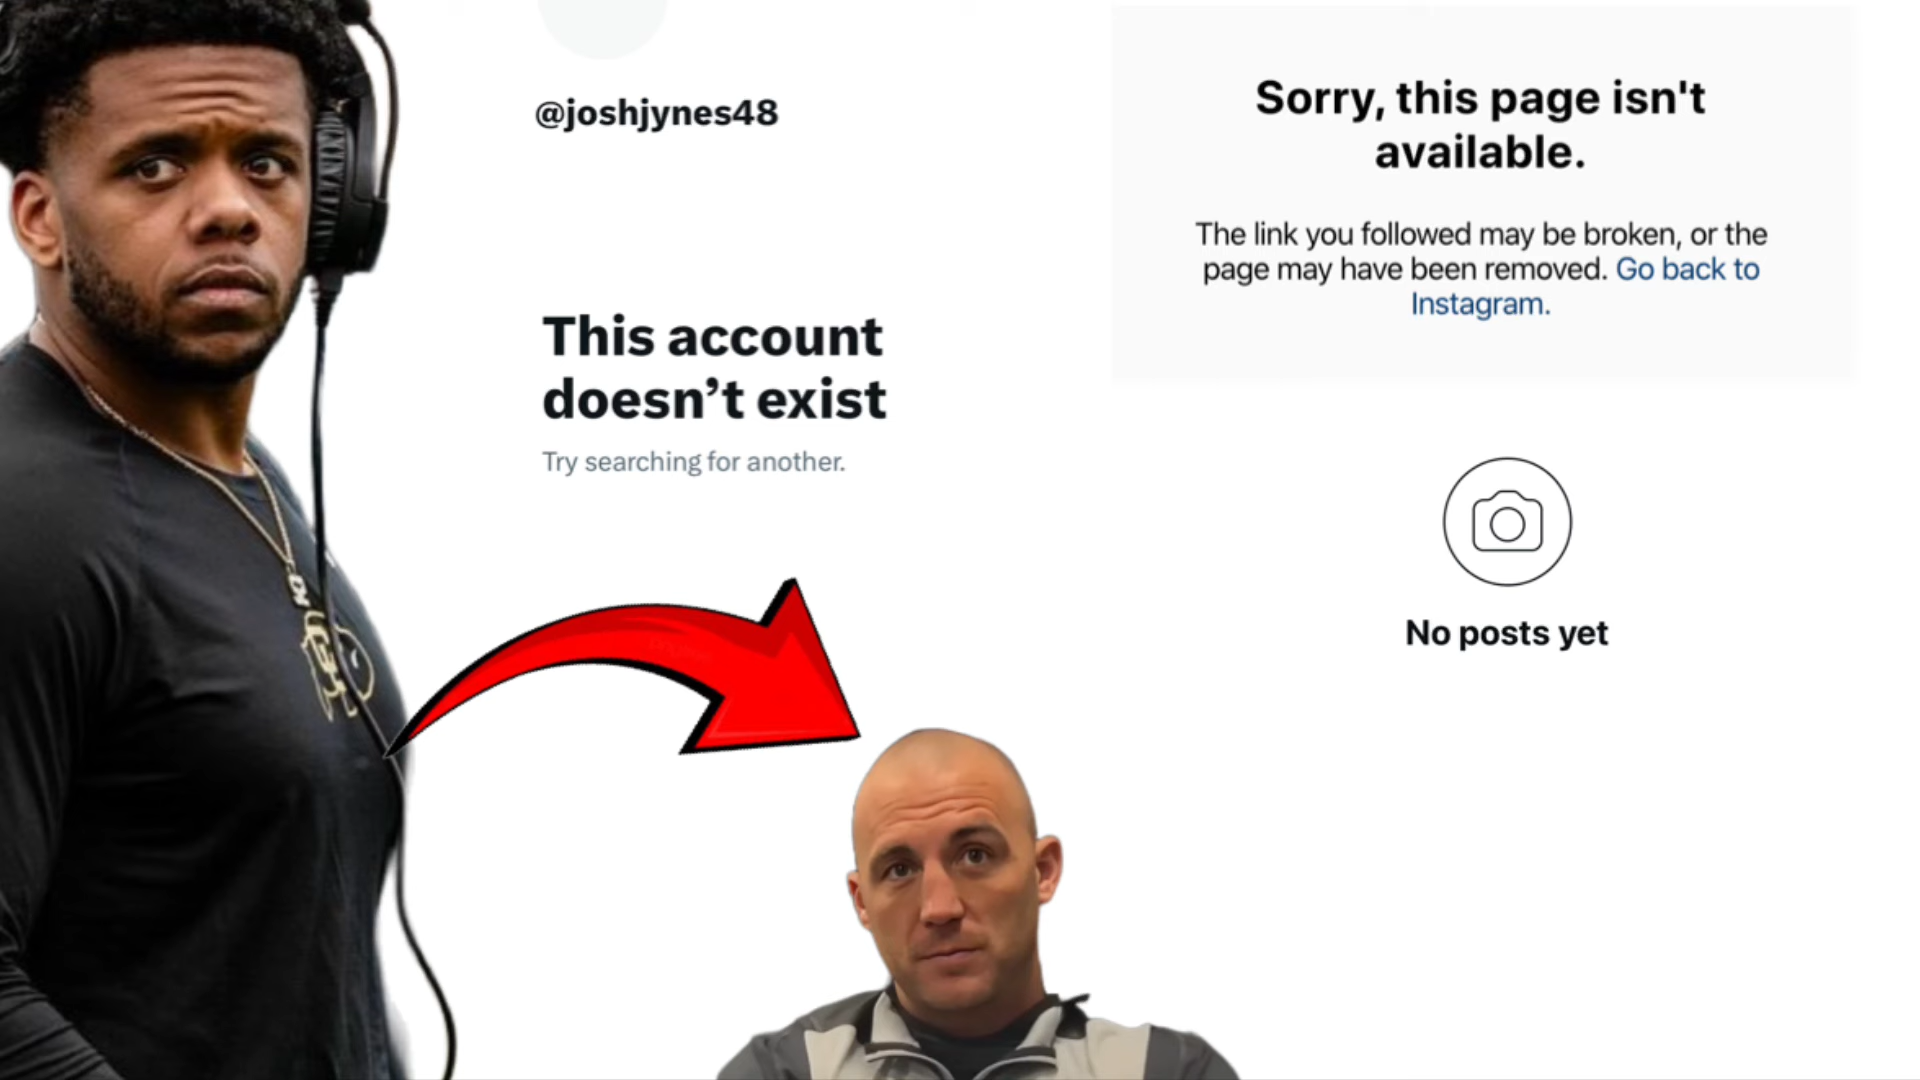 @joshjynes48
This account
doesn’t exist
Try searching for another.
Sorry, this page isn't
available.
The link you followed may be broken, or the
page may have been removed. Go back to
Instagram.
No posts yet